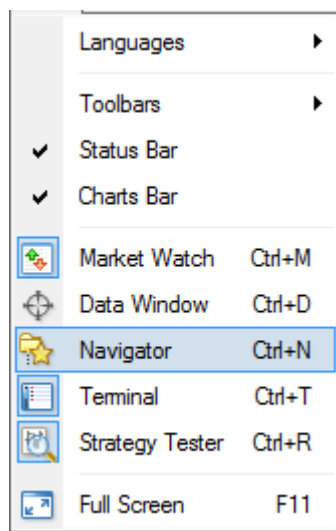 Languages
Toolbars
Status Bar
Charts Bar
Market Watch Ctrl+M
Data Window Ctrl+D
Navigator Ctrl+N
Terminal Ctrl+T
Strategy Tester Ctrl+R
Full Screen F11